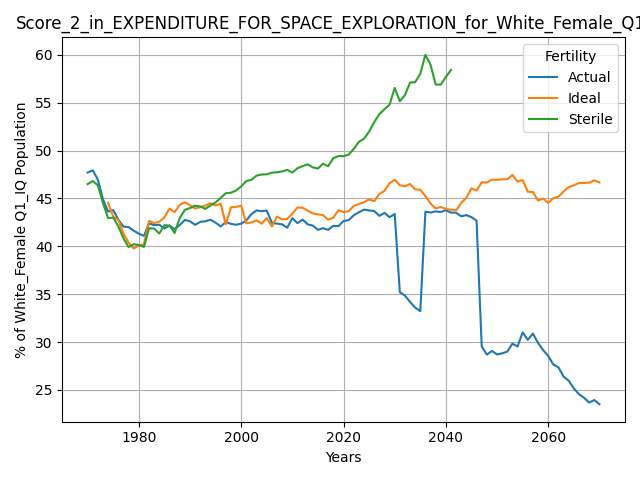 Score_2_in_EXPENDITURE_FOR_SPACE_EXPLORATION_for_White_Female_Q1
Fertility
Actual
Ideal
Sterile
% of White_Female Q1_IQ Population
60
55
50
45
40
35
30
25
1980
2000
2020
2040
2060
Years